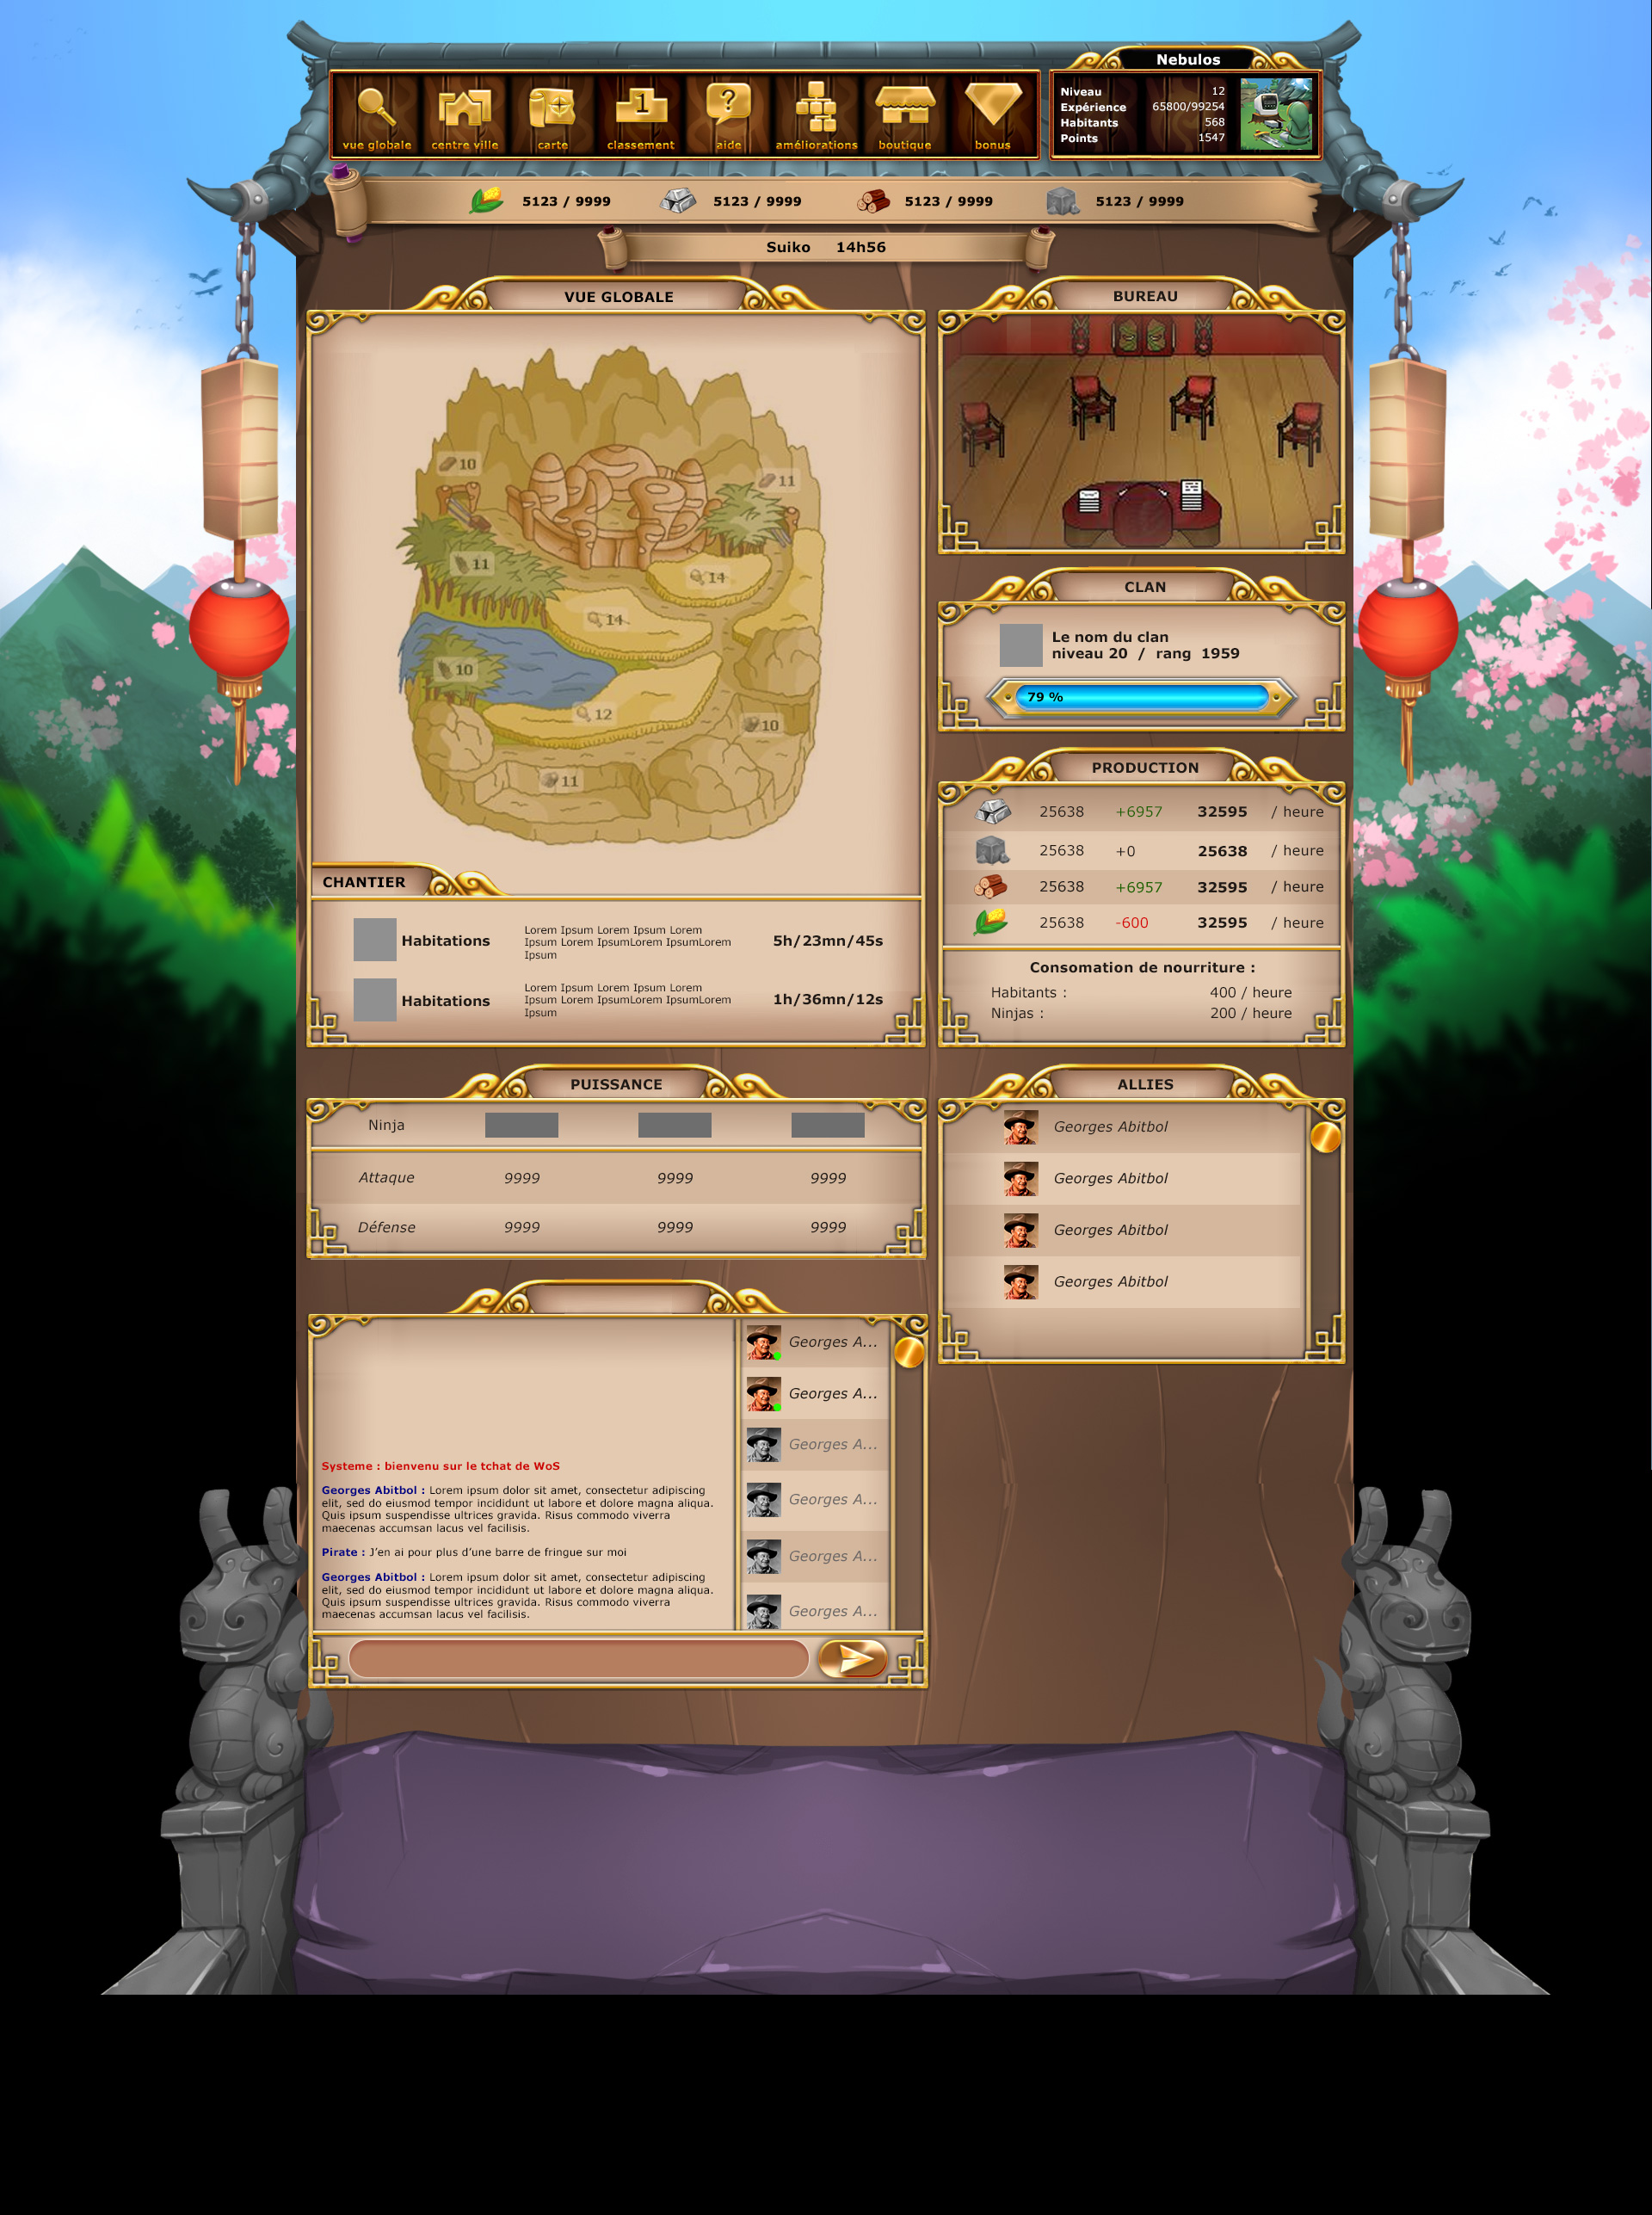 Nebulos
vue globale
centre ville
carte
1
classement
?
aide
améliorations
boutique
bonus
Niveau 12
Expérience 65800/99254
Habitants 568
Points 1547
5123 / 9999
5123 / 9999
5123 / 9999
5123 / 9999
Suiko 14h56
VUE GLOBALE
10
11
11
14
14
10
12
10
11
CHANTIER
Habitations
Lorem Ipsum Lorem Ipsum Lorem
Ipsum Lorem IpsumLorem IpsumLorem
Ipsum
5h/23mn/45s
Habitations
Lorem Ipsum Lorem Ipsum Lorem
Ipsum Lorem IpsumLorem IpsumLorem
Ipsum
1h/36mn/12s
BUREAU
CLAN
Le nom du clan
niveau 20 / rang 1959
79 %
PRODUCTION
25638 +6957 32595 / heure
25638 +0 25638 / heure
25638 +6957 32595 / heure
25638 -600 32595 / heure
Consomation de nourriture :
Habitants : 400 / heure
Ninjas : 200 / heure
PUISSANCE
Ninja
Attaque 9999 9999 9999
Défense 9999 9999 9999
ALLIES
Georges Abitbol
Georges Abitbol
Georges Abitbol
Georges Abitbol
Systeme : bienvenu sur le tchat de WoS
Georges Abitbol : Lorem ipsum dolor sit amet, consectetur adipiscing
elit, sed do eiusmod tempor incididunt ut labore et dolore magna aliqua.
Quis ipsum suspendisse ultrices gravida. Risus commodo viverra
maecenas accumsan lacus vel facilisis.
Pirate : J'en ai pour plus d'une barre de fringue sur moi
Georges Abitbol : Lorem ipsum dolor sit amet, consectetur adipiscing
elit, sed do eiusmod tempor incididunt ut labore et dolore magna aliqua.
Quis ipsum suspendisse ultrices gravida. Risus commodo viverra
maecenas accumsan lacus vel facilisis.
Georges A...
Georges A...
Georges A...
Georges A...
Georges A...
Georges A...